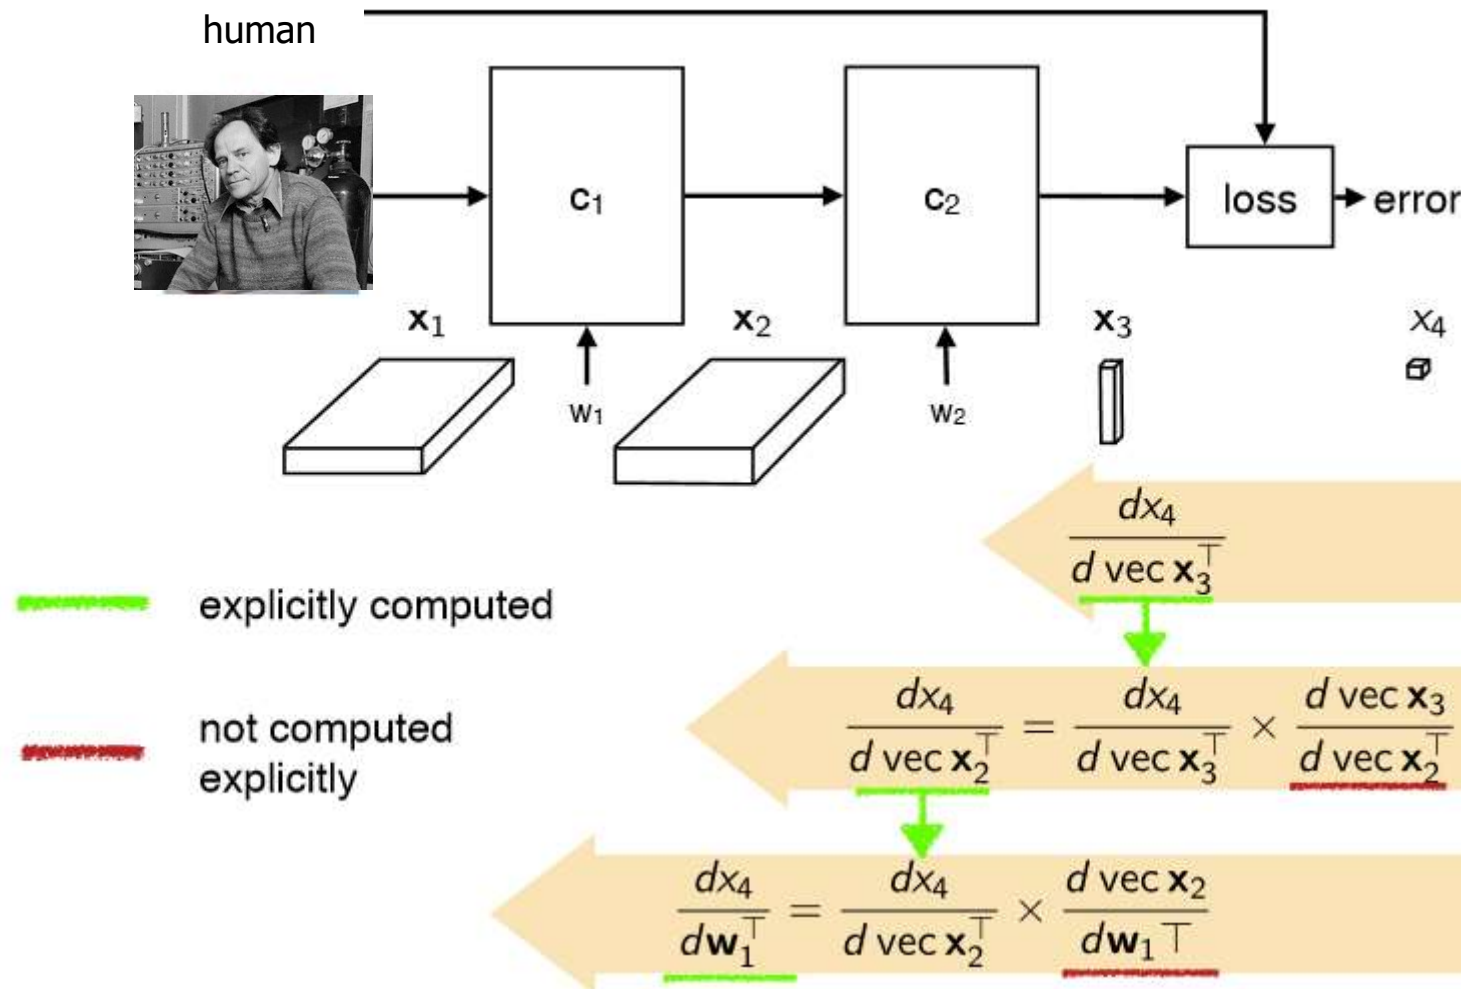 human
c₁
c₂
loss
error
x₁
x₂
x₃
x₄
w₁
w₂
dx₄ / d vec x₃^⊤
explicitly computed
dx₄ / d vec x₂^⊤ = dx₄ / d vec x₃^⊤ × d vec x₃ / d vec x₂^⊤
not computed
explicitly
dx₄ / dw₁^⊤ = dx₄ / d vec x₂^⊤ × d vec x₂ / dw₁ ⊤